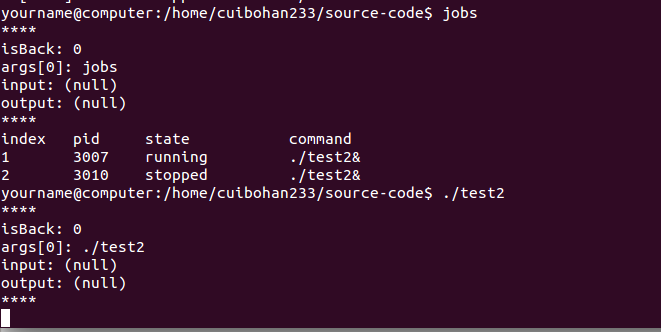 yourname@computer:/home/cuibohan233/source-code$ jobs
****
isBack: 0
args[0]: jobs
input: (null)
output: (null)
****
index pid state command
1 3007 running ./test2&
2 3010 stopped ./test2&
yourname@computer:/home/cuibohan233/source-code$ ./test2
****
isBack: 0
args[0]: ./test2
input: (null)
output: (null)
****